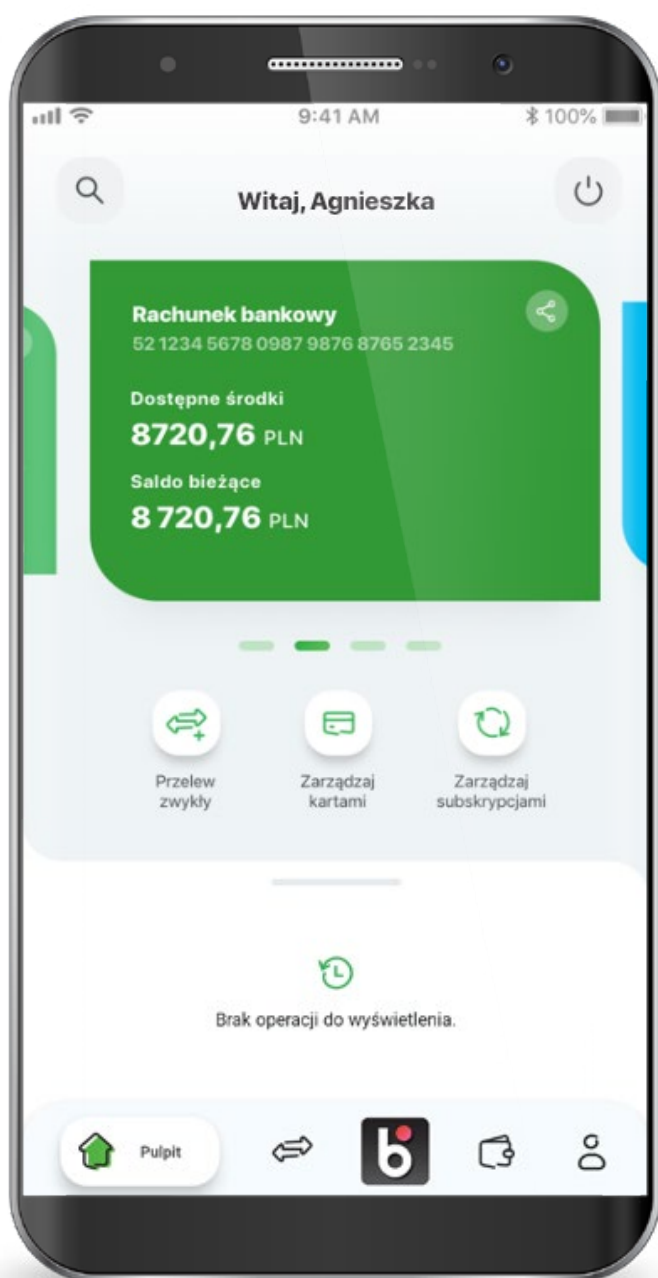 9:41 AM
100%
Witaj, Agnieszka
Rachunek bankowy
52 1234 5678 0987 9876 8765 2345
Dostępne środki
8720,76 PLN
Saldo bieżące
8 720,76 PLN
Przelew
zwykły
Zarządzaj
kartami
Zarządzaj
subskrypcjami
Brak operacji do wyświetlenia.
Pulpit
b